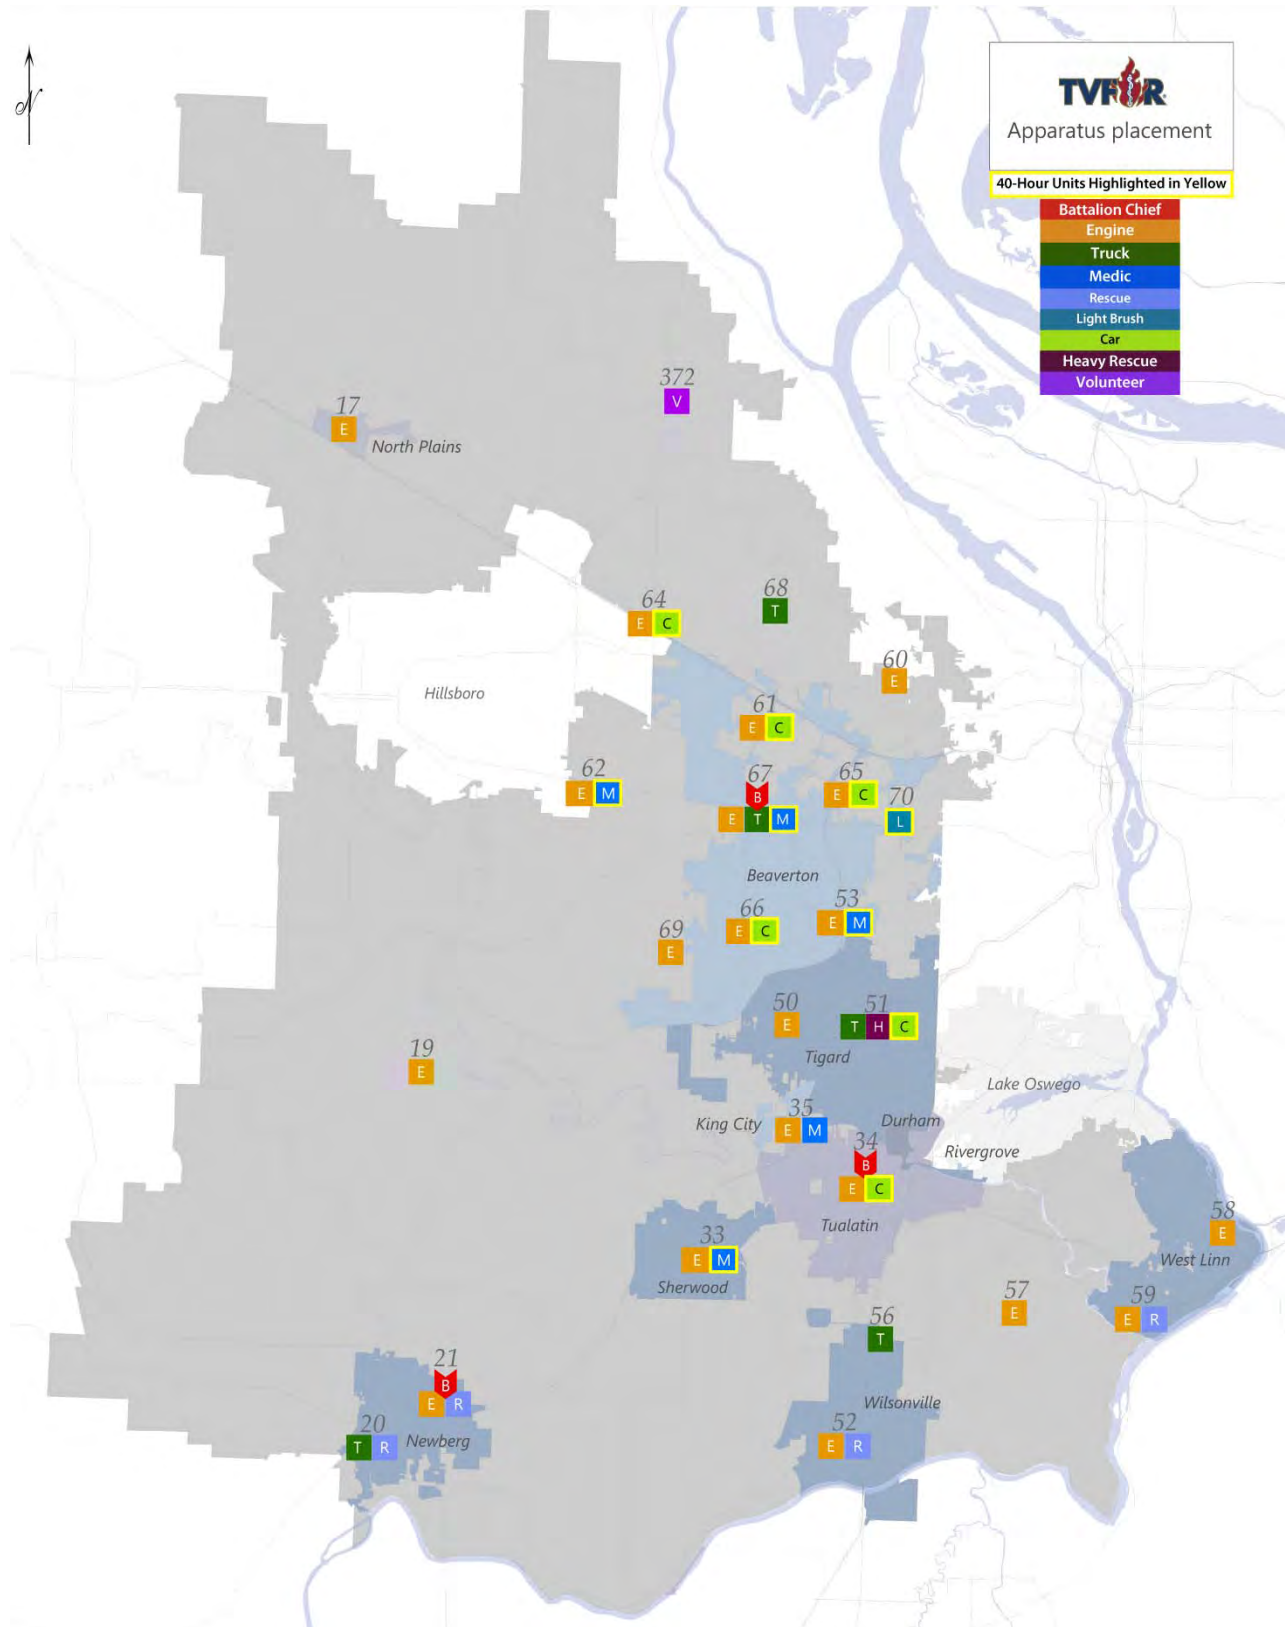 N
TVF&R
Apparatus placement
40-Hour Units Highlighted in Yellow
Battalion Chief
Engine
Truck
Medic
Rescue
Light Brush
Car
Heavy Rescue
Volunteer
372
V
17
E
North Plains
68
T
64
E C
60
E
Hillsboro
61
E C
62
E M
67
B
E T M
65
E C
70
L
Beaverton
53
E M
66
E C
69
E
50
E
51
T H C
Tigard
19
E
Lake Oswego
35
E M
King City
Durham
34
B
E C
Rivergrove
Tualatin
58
E
West Linn
33
E M
Sherwood
57
E
59
E R
56
T
Wilsonville
52
E R
21
B
E R
20
T R
Newberg